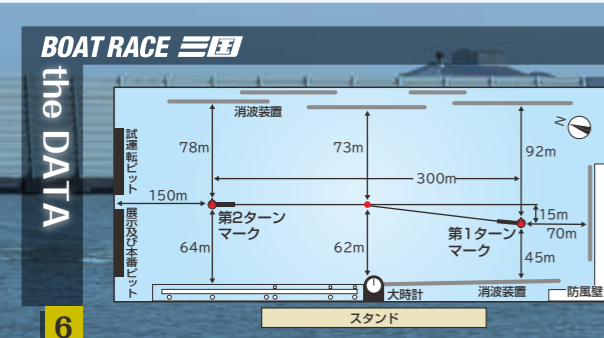 BOAT RACE 三国
the DATA
消波装置
試運転ピット
78m
73m
92m
N
300m
150m
第2ターン
マーク
15m
第1ターン
マーク
70m
展示及び本番ピット
64m
62m
45m
大時計
消波装置
防風壁
スタンド
6